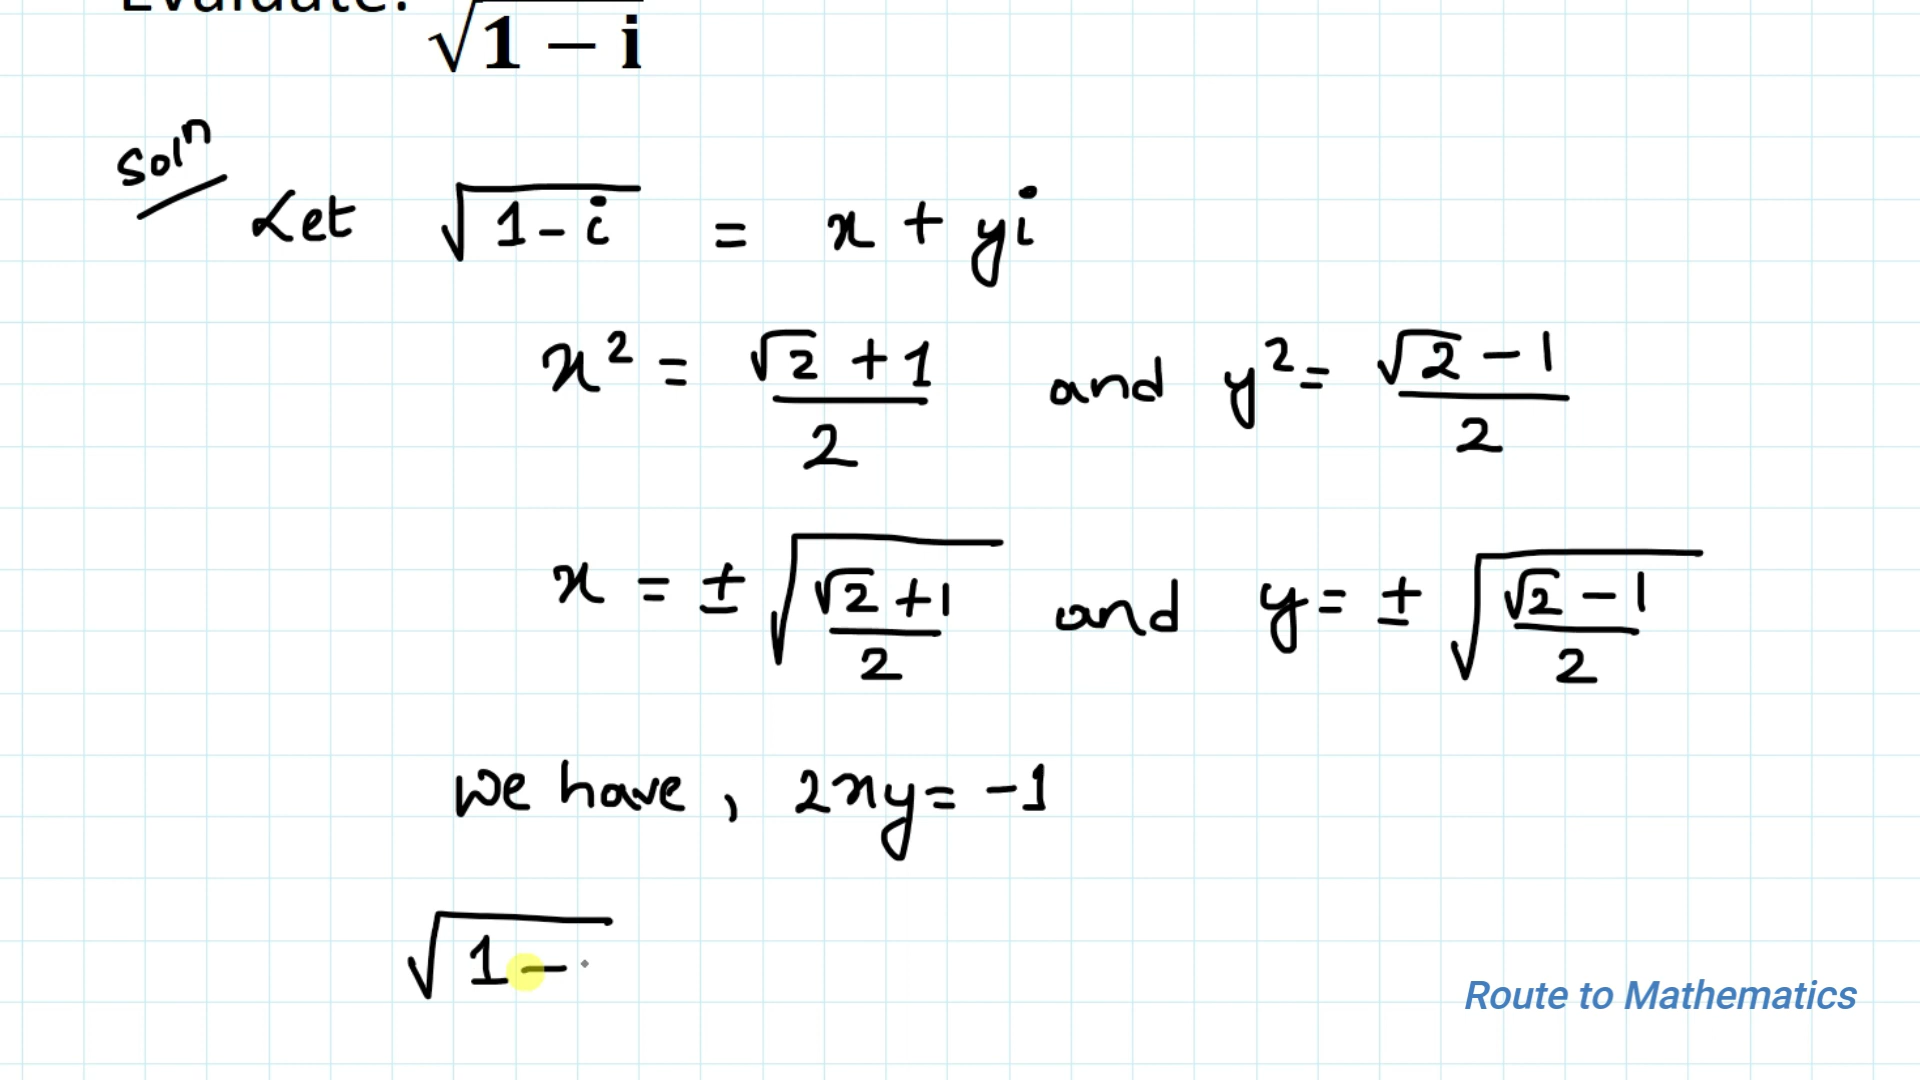 Evaluate:
√1 − i
Solⁿ
Let √1 - i = x + yi
x² = √2 + 1 / 2 and y² = √2 - 1 / 2
x = ± √(√2 + 1 / 2) and y = ± √(√2 - 1 / 2)
we have, 2xy = -1
√1 -
Route to Mathematics